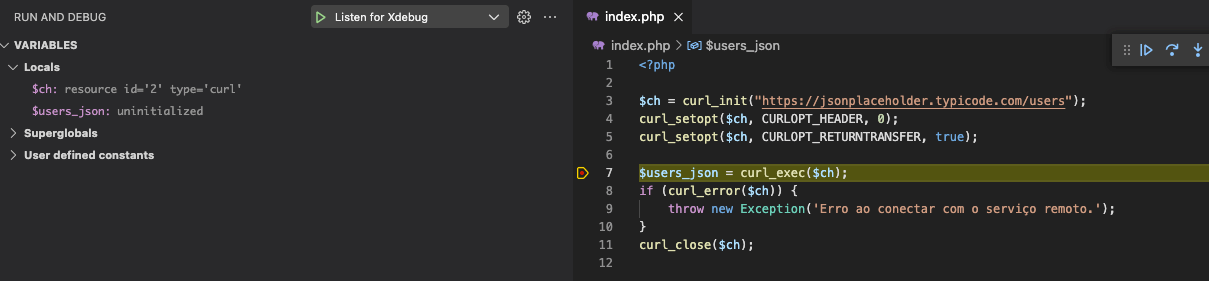 RUN AND DEBUG
Listen for Xdebug
VARIABLES
Locals
$ch: resource id='2' type='curl'
$users_json: uninitialized
Superglobals
User defined constants
index.php
index.php > $users_json
1 <?php
2
3 $ch = curl_init("https://jsonplaceholder.typicode.com/users");
4 curl_setopt($ch, CURLOPT_HEADER, 0);
5 curl_setopt($ch, CURLOPT_RETURNTRANSFER, true);
6
7 $users_json = curl_exec($ch);
8 if (curl_error($ch)) {
9     throw new Exception('Erro ao conectar com o serviço remoto.');
10 }
11 curl_close($ch);
12